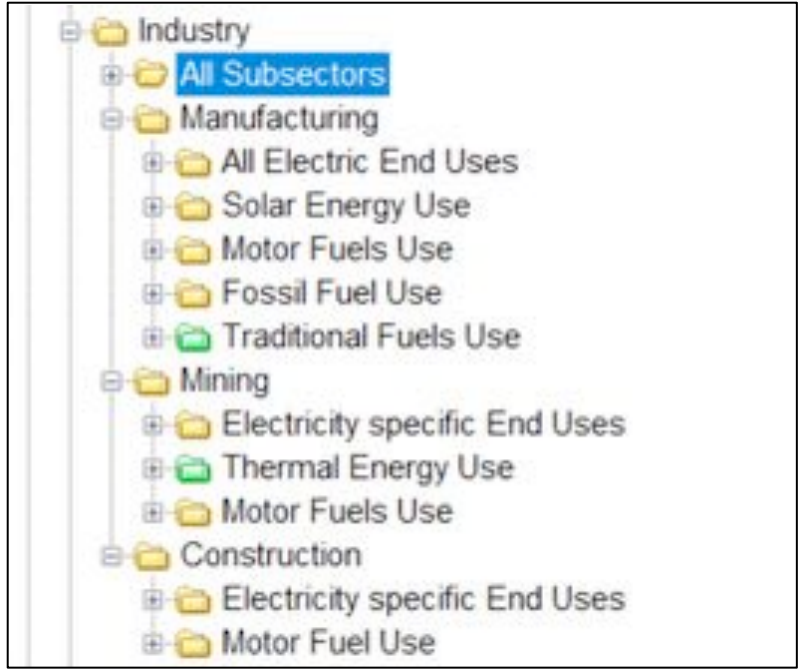 Industry
All Subsectors
Manufacturing
All Electric End Uses
Solar Energy Use
Motor Fuels Use
Fossil Fuel Use
Traditional Fuels Use
Mining
Electricity specific End Uses
Thermal Energy Use
Motor Fuels Use
Construction
Electricity specific End Uses
Motor Fuel Use